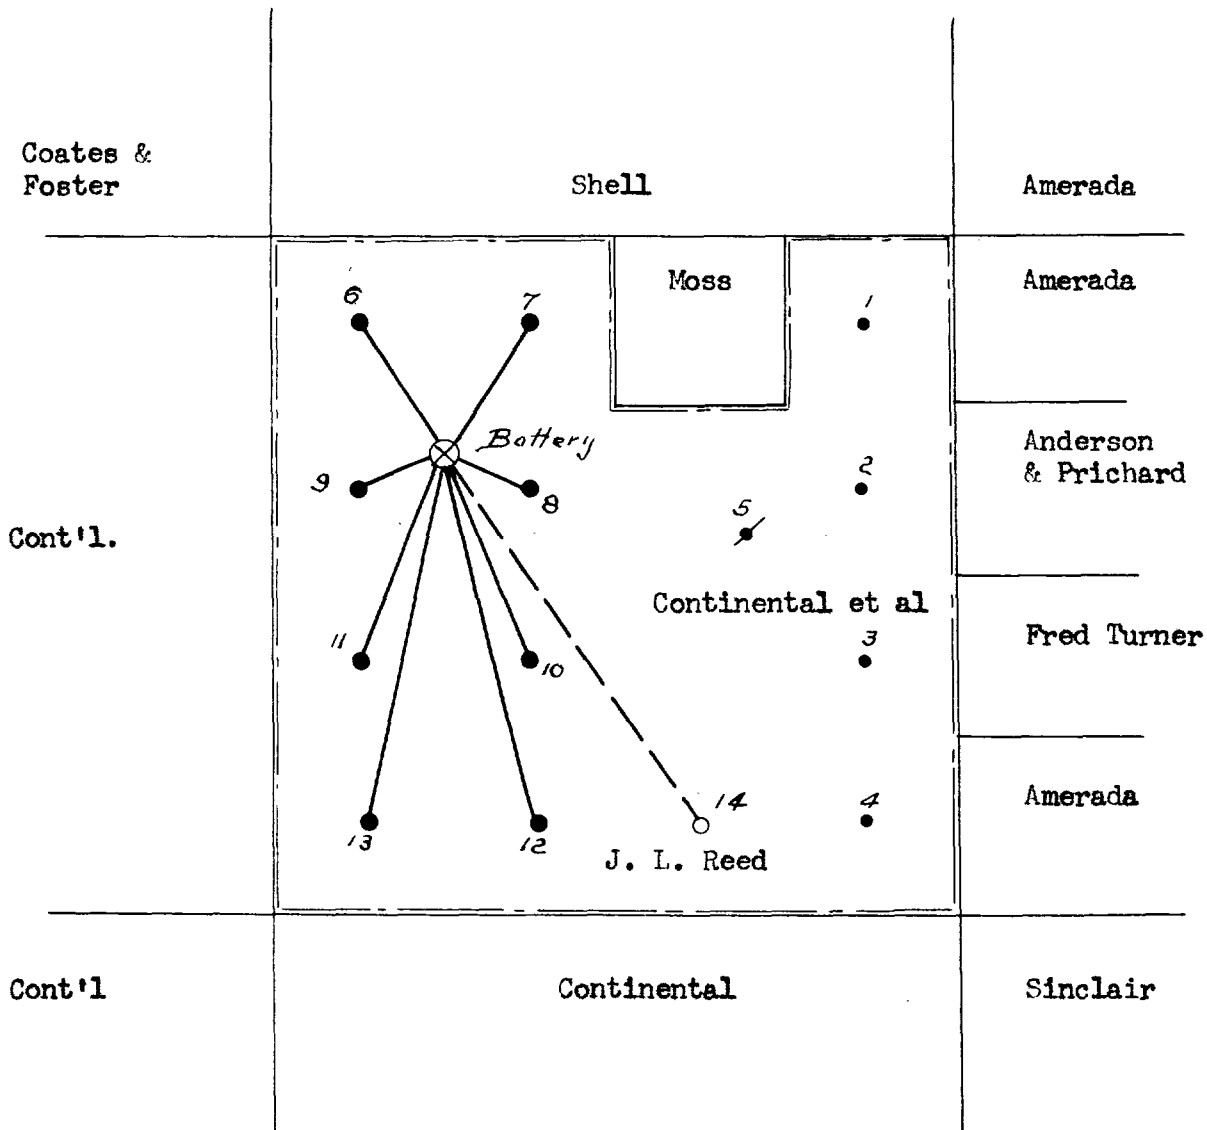 Coates &
Foster
Shell
Amerada
Moss
Amerada
6
7
1
Battery
Anderson
& Prichard
9
8
2
5
Cont'l.
Continental et al
Fred Turner
11
10
3
14
4
Amerada
13
12
J. L. Reed
Cont'l
Continental
Sinclair